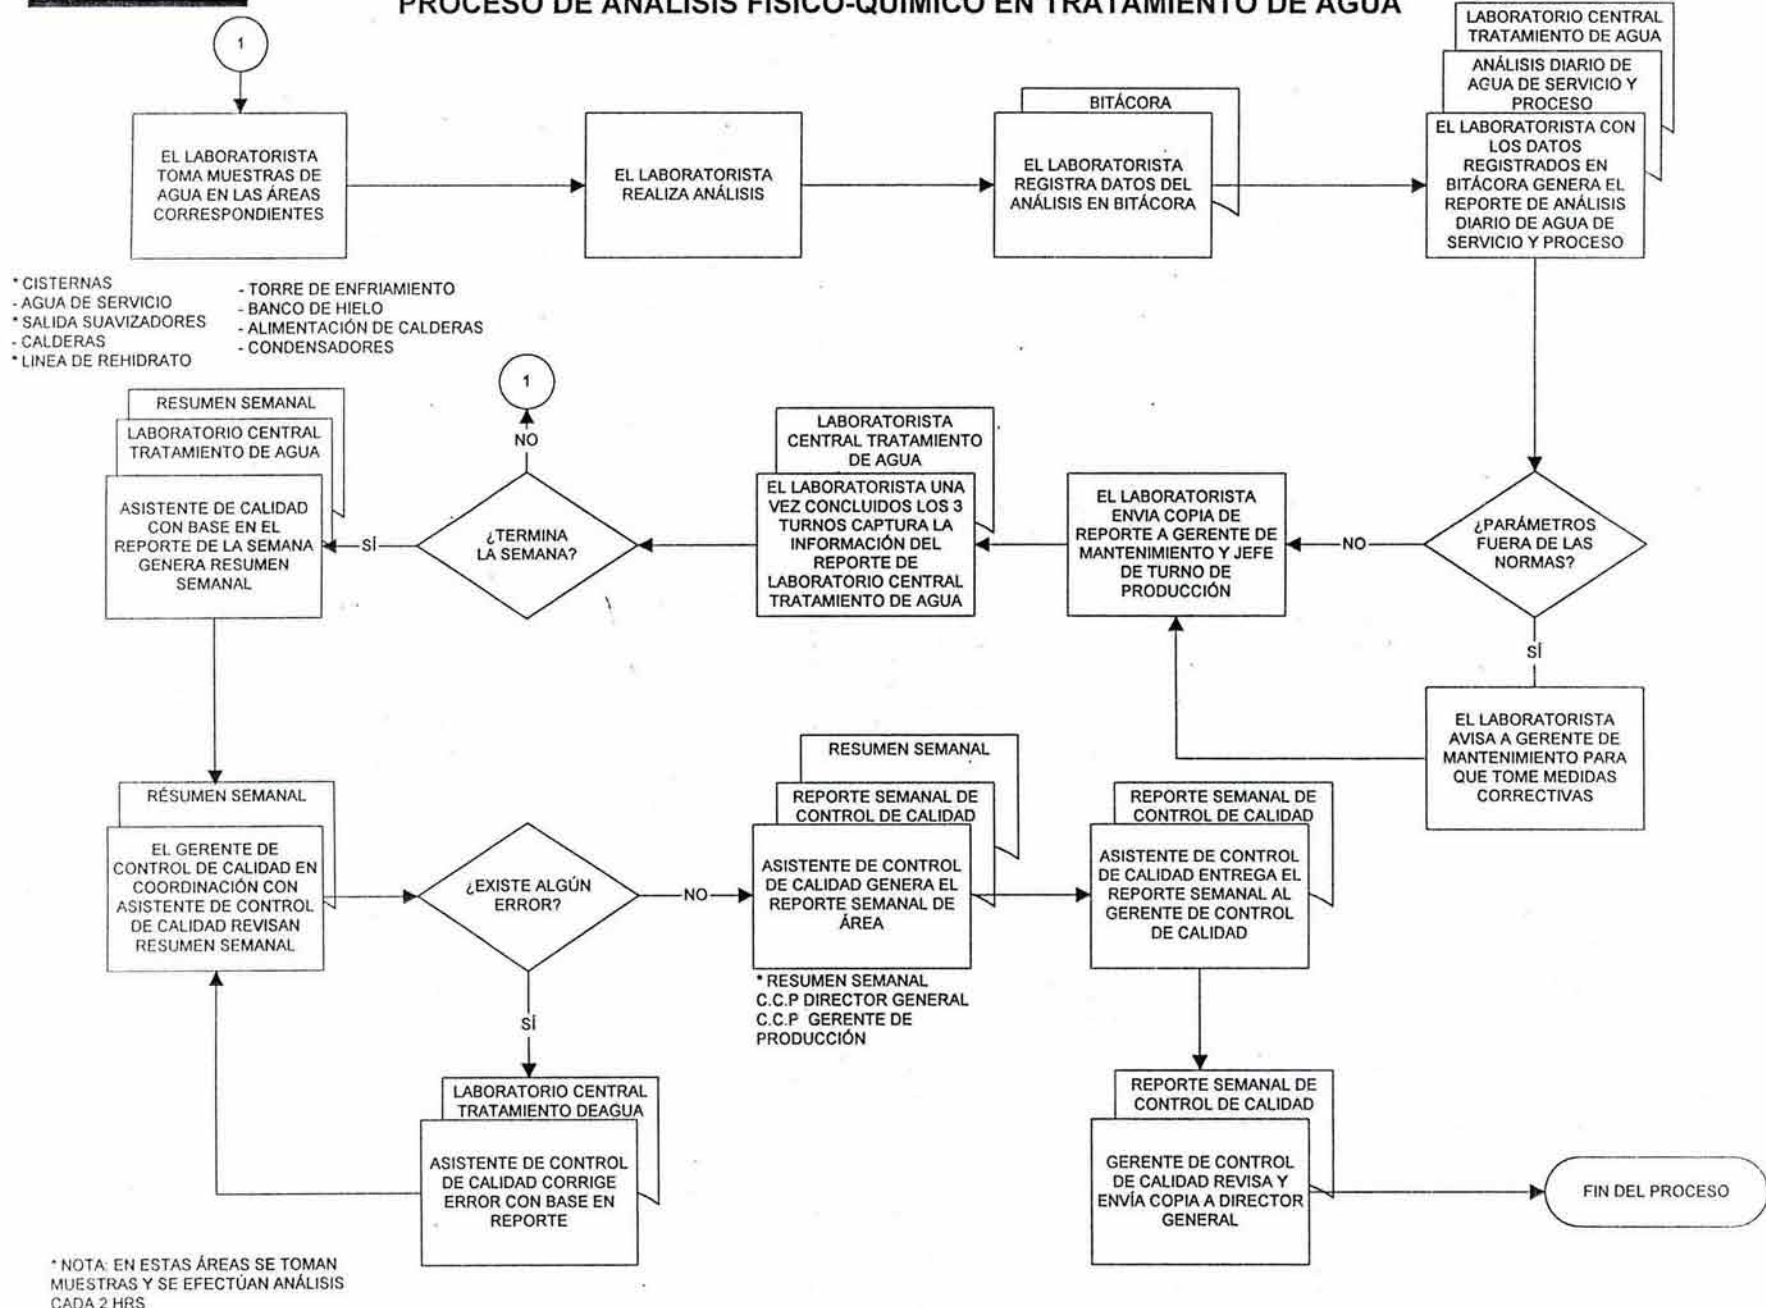 PROCESO DE ANÁLISIS FÍSICO-QUÍMICO EN TRATAMIENTO DE AGUA
1
EL LABORATORISTA
TOMA MUESTRAS DE
AGUA EN LAS ÁREAS
CORRESPONDIENTES
EL LABORATORISTA
REALIZA ANÁLISIS
BITÁCORA
EL LABORATORISTA
REGISTRA DATOS DEL
ANÁLISIS EN BITÁCORA
LABORATORIO CENTRAL
TRATAMIENTO DE AGUA
ANÁLISIS DIARIO DE
AGUA DE SERVICIO Y
PROCESO
EL LABORATORISTA CON
LOS DATOS
REGISTRADOS EN
BITÁCORA GENERA EL
REPORTE DE ANÁLISIS
DIARIO DE AGUA DE
SERVICIO Y PROCESO
* CISTERNAS
- AGUA DE SERVICIO
* SALIDA SUAVIZADORES
- CALDERAS
* LINEA DE REHIDRATO
- TORRE DE ENFRIAMIENTO
- BANCO DE HIELO
- ALIMENTACIÓN DE CALDERAS
- CONDENSADORES
¿PARÁMETROS
FUERA DE LAS
NORMAS?
NO
SÍ
EL LABORATORISTA
AVISA A GERENTE DE
MANTENIMIENTO PARA
QUE TOME MEDIDAS
CORRECTIVAS
EL LABORATORISTA
ENVIA COPIA DE
REPORTE A GERENTE DE
MANTENIMIENTO Y JEFE
DE TURNO DE
PRODUCCIÓN
LABORATORISTA
CENTRAL TRATAMIENTO
DE AGUA
EL LABORATORISTA UNA
VEZ CONCLUIDOS LOS 3
TURNOS CAPTURA LA
INFORMACIÓN DEL
REPORTE DE
LABORATORIO CENTRAL
TRATAMIENTO DE AGUA
¿TERMINA
LA SEMANA?
NO
1
SÍ
RESUMEN SEMANAL
LABORATORIO CENTRAL
TRATAMIENTO DE AGUA
ASISTENTE DE CALIDAD
CON BASE EN EL
REPORTE DE LA SEMANA
GENERA RESUMEN
SEMANAL
RESUMEN SEMANAL
EL GERENTE DE
CONTROL DE CALIDAD EN
COORDINACIÓN CON
ASISTENTE DE CONTROL
DE CALIDAD REVISAN
RESUMEN SEMANAL
¿EXISTE ALGÚN
ERROR?
NO
SÍ
LABORATORIO CENTRAL
TRATAMIENTO DEAGUA
ASISTENTE DE CONTROL
DE CALIDAD CORRIGE
ERROR CON BASE EN
REPORTE
RESUMEN SEMANAL
REPORTE SEMANAL DE
CONTROL DE CALIDAD
ASISTENTE DE CONTROL
DE CALIDAD GENERA EL
REPORTE SEMANAL DE
ÁREA
* RESUMEN SEMANAL
C.C.P DIRECTOR GENERAL
C.C.P GERENTE DE
PRODUCCIÓN
REPORTE SEMANAL DE
CONTROL DE CALIDAD
ASISTENTE DE CONTROL
DE CALIDAD ENTREGA EL
REPORTE SEMANAL AL
GERENTE DE CONTROL
DE CALIDAD
REPORTE SEMANAL DE
CONTROL DE CALIDAD
GERENTE DE CONTROL
DE CALIDAD REVISA Y
ENVÍA COPIA A DIRECTOR
GENERAL
FIN DEL PROCESO
* NOTA: EN ESTAS ÁREAS SE TOMAN
MUESTRAS Y SE EFECTÚAN ANÁLISIS
CADA 2 HRS